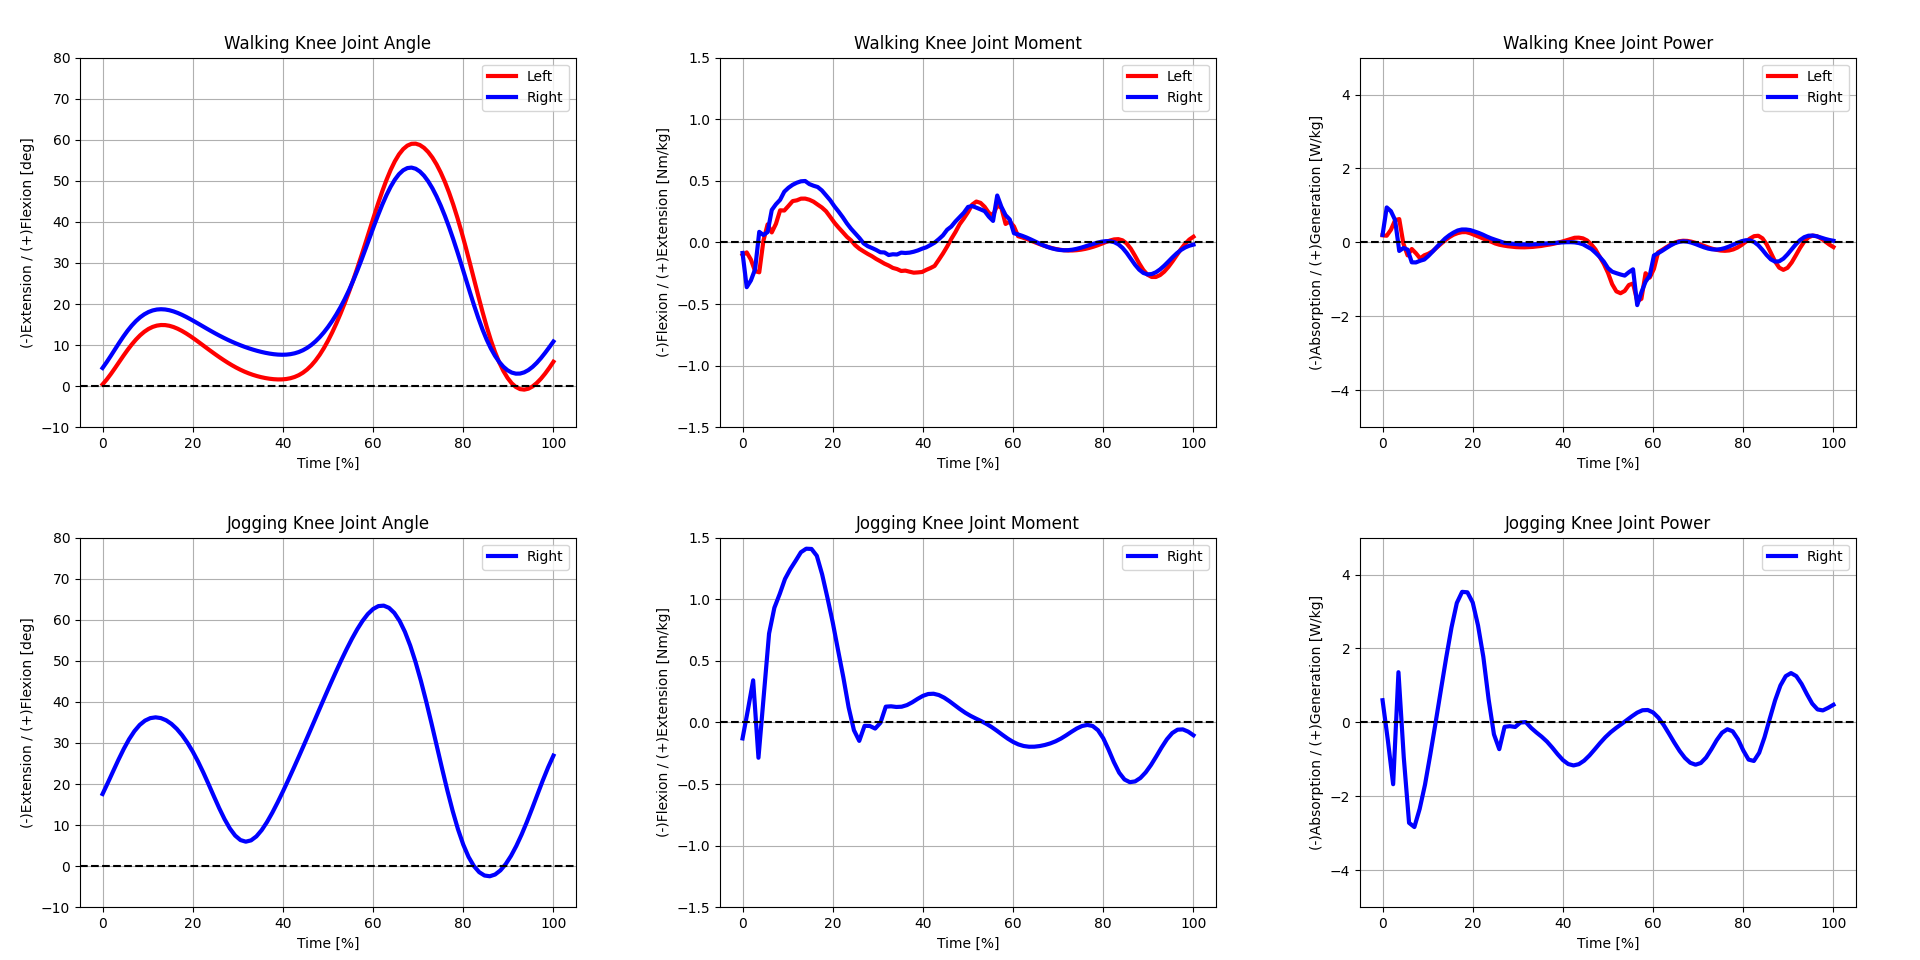 Walking Knee Joint Angle
80
70
60
50
40
30
20
10
0
−10
(-)Extension / (+)Flexion [deg]
0 20 40 60 80 100
Time [%]
Left
Right
Walking Knee Joint Moment
1.5
1.0
0.5
0.0
−0.5
−1.0
−1.5
(-)Flexion / (+)Extension [Nm/kg]
0 20 40 60 80 100
Time [%]
Left
Right
Walking Knee Joint Power
4
2
0
−2
−4
(-)Absorption / (+)Generation [W/kg]
0 20 40 60 80 100
Time [%]
Left
Right
Jogging Knee Joint Angle
80
70
60
50
40
30
20
10
0
−10
(-)Extension / (+)Flexion [deg]
0 20 40 60 80 100
Time [%]
Right
Jogging Knee Joint Moment
1.5
1.0
0.5
0.0
−0.5
−1.0
−1.5
(-)Flexion / (+)Extension [Nm/kg]
0 20 40 60 80 100
Time [%]
Right
Jogging Knee Joint Power
4
2
0
−2
−4
(-)Absorption / (+)Generation [W/kg]
0 20 40 60 80 100
Time [%]
Right